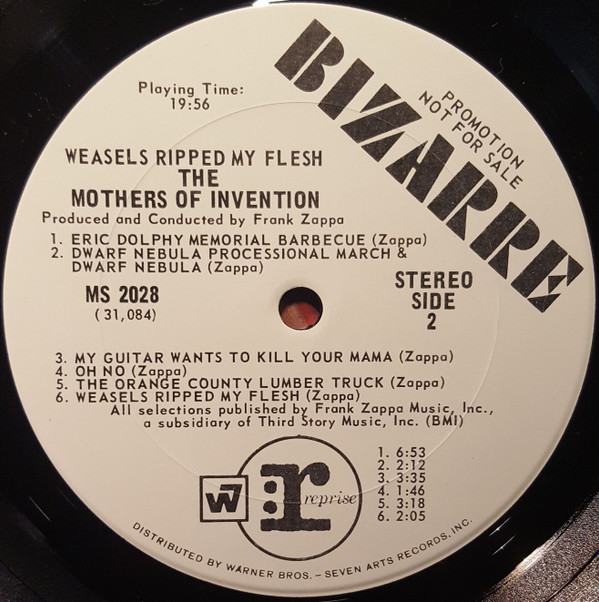 BIZARRE
PROMOTION
NOT FOR SALE
Playing Time:
19:56
WEASELS RIPPED MY FLESH
THE
MOTHERS OF INVENTION
Produced and Conducted by Frank Zappa
1. ERIC DOLPHY MEMORIAL BARBECUE (Zappa)
2. DWARF NEBULA PROCESSIONAL MARCH &
DWARF NEBULA (Zappa)
MS 2028
(31,084)
STEREO
SIDE
2
3. MY GUITAR WANTS TO KILL YOUR MAMA (Zappa)
4. OH NO (Zappa)
5. THE ORANGE COUNTY LUMBER TRUCK (Zappa)
6. WEASELS RIPPED MY FLESH (Zappa)
All selections published by Frank Zappa Music, Inc.,
a subsidiary of Third Story Music, Inc. (BMI)
1. 6:53
2. 2:12
3. 3:35
4. 1:46
5. 3:18
6. 2:05
W7
r: reprise
DISTRIBUTED BY WARNER BROS. – SEVEN ARTS RECORDS, INC.